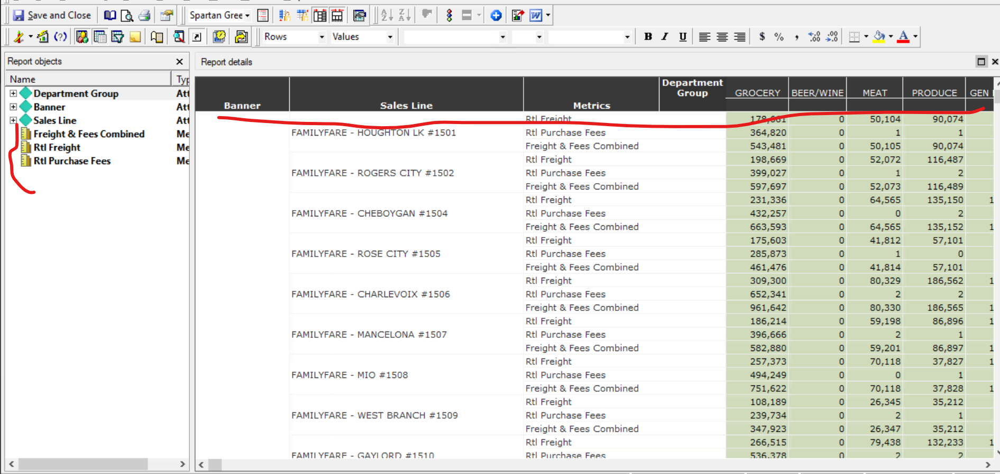 Save and Close Spartan Gree
Rows Values B I U $ % , .00 .00 A
Report objects
Name Typ
Department Group Att
Banner Att
Sales Line Att
Freight & Fees Combined Me
Rtl Freight Me
Rtl Purchase Fees Me
Report details
Banner Sales Line Metrics Department Group GROCERY BEER/WINE MEAT PRODUCE GEN
Rtl Freight 178,661 0 50,104 90,074
FAMILYFARE - HOUGHTON LK #1501 Rtl Purchase Fees 364,820 0 1 1
Freight & Fees Combined 543,481 0 50,105 90,074
Rtl Freight 198,669 0 52,072 116,487
FAMILYFARE - ROGERS CITY #1502 Rtl Purchase Fees 399,027 0 1 2
Freight & Fees Combined 597,697 0 52,073 116,489
Rtl Freight 231,336 0 64,565 135,150 1
FAMILYFARE - CHEBOYGAN #1504 Rtl Purchase Fees 432,257 0 0 2
Freight & Fees Combined 663,593 0 64,565 135,152 1
Rtl Freight 175,603 0 41,812 57,101
FAMILYFARE - ROSE CITY #1505 Rtl Purchase Fees 285,873 0 1 0
Freight & Fees Combined 461,476 0 41,814 57,101
Rtl Freight 309,300 0 80,329 186,562 1
FAMILYFARE - CHARLEVOIX #1506 Rtl Purchase Fees 652,341 0 2 2
Freight & Fees Combined 961,642 0 80,330 186,565 1
Rtl Freight 186,214 0 59,198 86,896 1
FAMILYFARE - MANCELONA #1507 Rtl Purchase Fees 396,666 0 2 1
Freight & Fees Combined 582,880 0 59,201 86,897 1
Rtl Freight 257,373 0 70,118 37,827 1
FAMILYFARE - MIO #1508 Rtl Purchase Fees 494,249 0 0 1
Freight & Fees Combined 751,622 0 70,118 37,828 1
Rtl Freight 108,189 0 26,345 35,212
FAMILYFARE - WEST BRANCH #1509 Rtl Purchase Fees 239,734 0 2 1
Freight & Fees Combined 347,923 0 26,347 35,212
Rtl Freight 266,515 0 79,438 132,233 1
FAMILYFARE - GAYLORD #1510 Rtl Purchase Fees 536,378 0 2 2